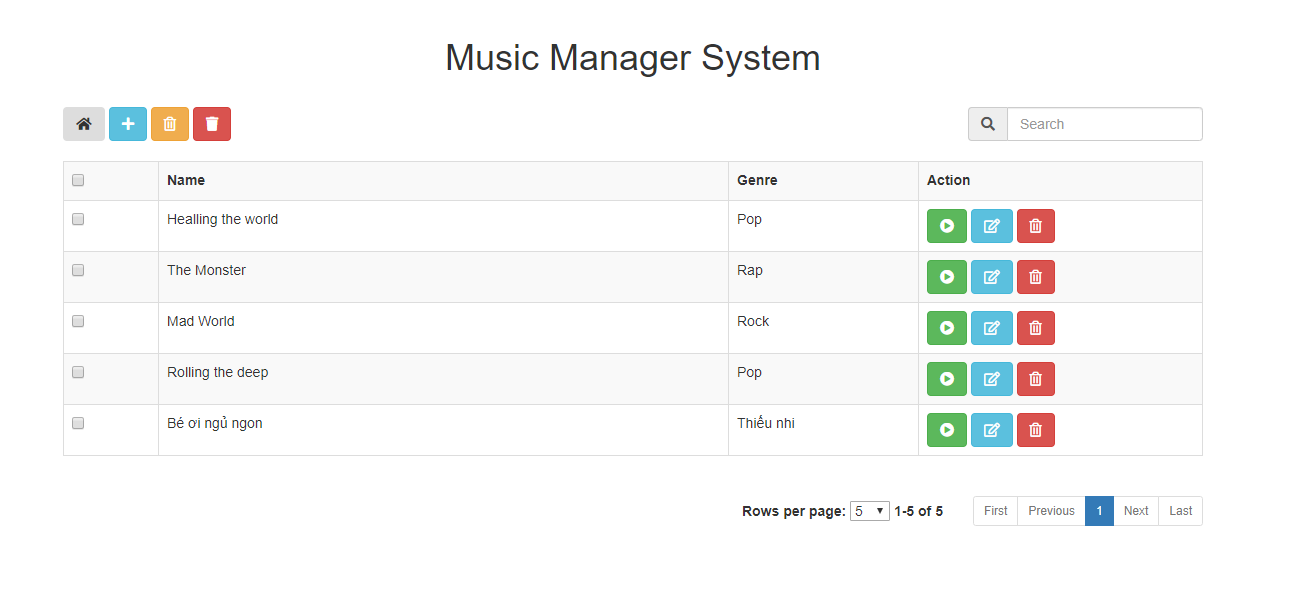 Music Manager System
Search
Name Genre Action
Healling the world Pop
The Monster Rap
Mad World Rock
Rolling the deep Pop
Bé ơi ngủ ngon Thiếu nhi
Rows per page: 5 1-5 of 5 First Previous 1 Next Last